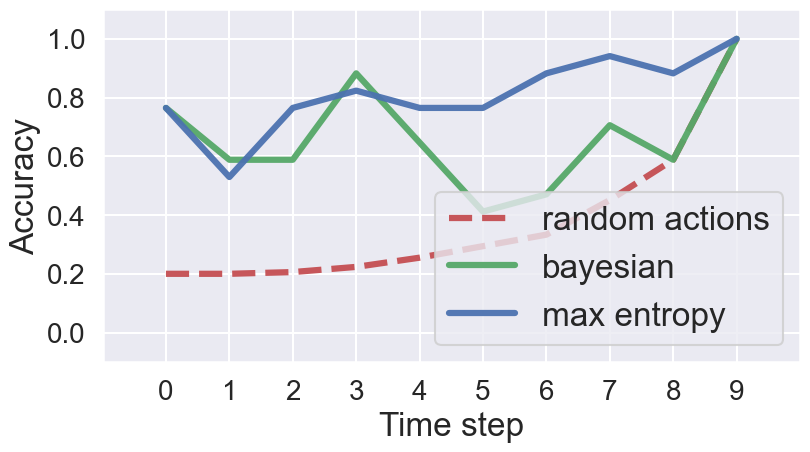 Accuracy
1.0
0.8
0.6
0.4
0.2
0.0
random actions
bayesian
max entropy
0 1 2 3 4 5 6 7 8 9
Time step